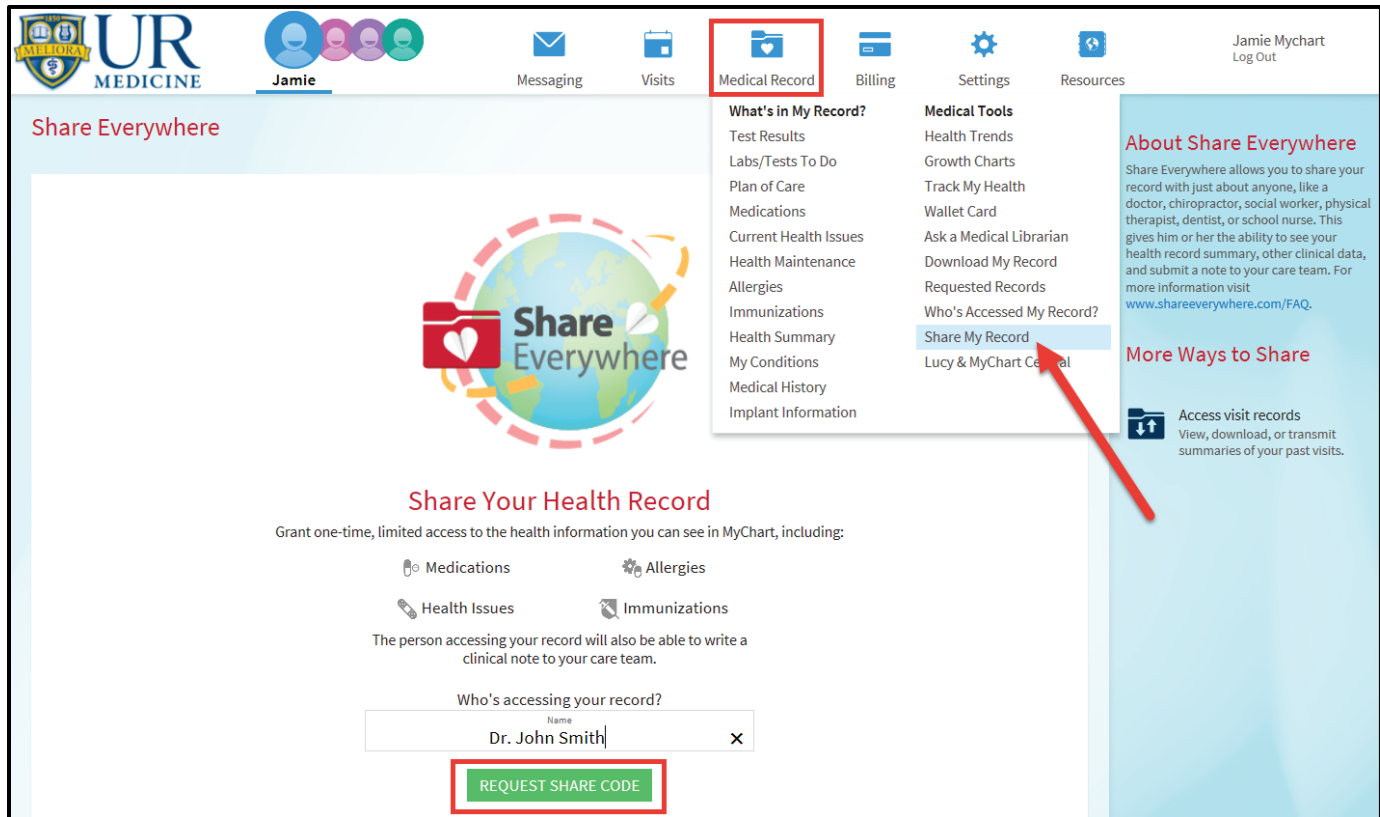 1850
MELIORA
UR
MEDICINE
Jamie
Messaging
Visits
Medical Record
Billing
Settings
Resources
Jamie Mychart
Log Out
Share Everywhere
What's in My Record?
Test Results
Labs/Tests To Do
Plan of Care
Medications
Current Health Issues
Health Maintenance
Allergies
Immunizations
Health Summary
My Conditions
Medical History
Implant Information
Medical Tools
Health Trends
Growth Charts
Track My Health
Wallet Card
Ask a Medical Librarian
Download My Record
Requested Records
Who's Accessed My Record?
Share My Record
Lucy & MyChart Central
About Share Everywhere
Share Everywhere allows you to share your
record with just about anyone, like a
doctor, chiropractor, social worker, physical
therapist, dentist, or school nurse. This
gives him or her the ability to see your
health record summary, other clinical data,
and submit a note to your care team. For
more information visit
www.shareeverywhere.com/FAQ.
More Ways to Share
Access visit records
View, download, or transmit
summaries of your past visits.
Share
Everywhere
Share Your Health Record
Grant one-time, limited access to the health information you can see in MyChart, including:
Medications
Allergies
Health Issues
Immunizations
The person accessing your record will also be able to write a
clinical note to your care team.
Who's accessing your record?
Name
Dr. John Smith
REQUEST SHARE CODE